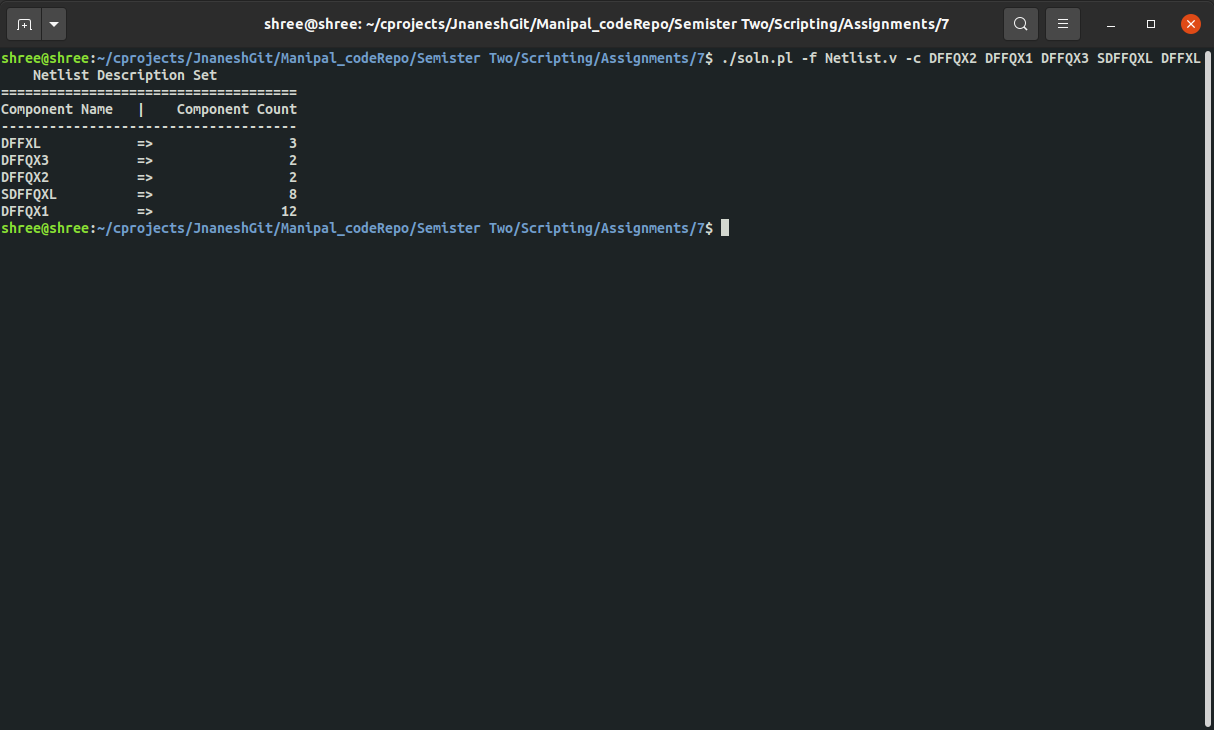 shree@shree: ~/cprojects/JnaneshGit/Manipal_codeRepo/Semister Two/Scripting/Assignments/7
shree@shree:~/cprojects/JnaneshGit/Manipal_codeRepo/Semister Two/Scripting/Assignments/7$ ./soln.pl -f Netlist.v -c DFFQX2 DFFQX1 DFFQX3 SDFFQXL DFFXL
    Netlist Description Set
=====================================
Component Name   |    Component Count
-------------------------------------
DFFXL            =>                 3
DFFQX3           =>                 2
DFFQX2           =>                 2
SDFFQXL          =>                 8
DFFQX1           =>                12
shree@shree:~/cprojects/JnaneshGit/Manipal_codeRepo/Semister Two/Scripting/Assignments/7$